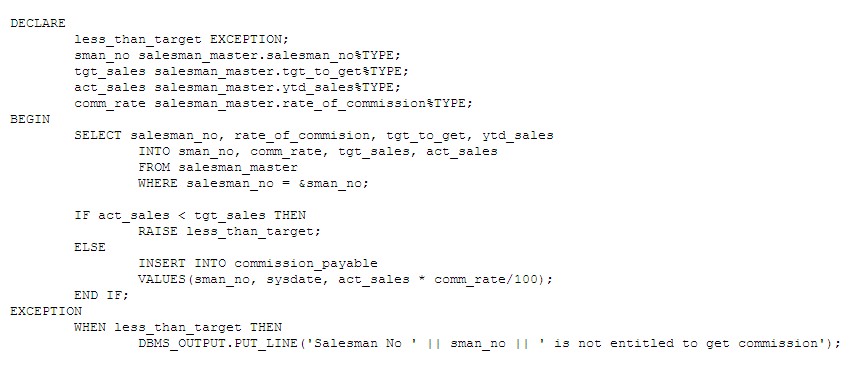 DECLARE
less_than_target EXCEPTION;
sman_no salesman_master.salesman_no%TYPE;
tgt_sales salesman_master.tgt_to_get%TYPE;
act_sales salesman_master.ytd_sales%TYPE;
comm_rate salesman_master.rate_of_commission%TYPE;
BEGIN
SELECT salesman_no, rate_of_commision, tgt_to_get, ytd_sales
INTO sman_no, comm_rate, tgt_sales, act_sales
FROM salesman_master
WHERE salesman_no = &sman_no;
IF act_sales < tgt_sales THEN
RAISE less_than_target;
ELSE
INSERT INTO commission_payable
VALUES(sman_no, sysdate, act_sales * comm_rate/100);
END IF;
EXCEPTION
WHEN less_than_target THEN
DBMS_OUTPUT.PUT_LINE('Salesman No ' || sman_no || ' is not entitled to get commission');